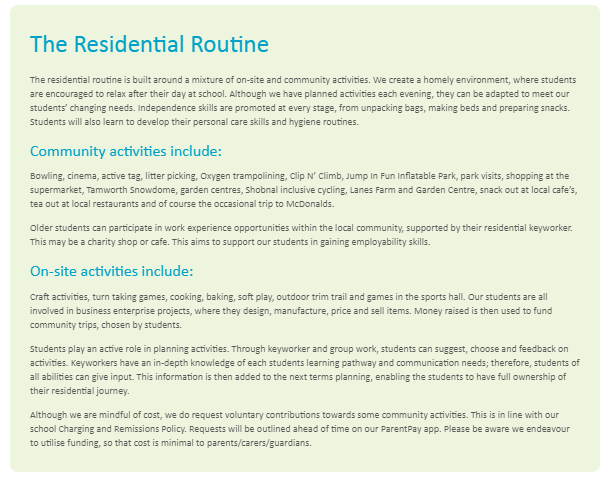 The Residential Routine
The residential routine is built around a mixture of on-site and community activities. We create a homely environment, where students
are encouraged to relax after their day at school. Although we have planned activities each evening, they can be adapted to meet our
students' changing needs. Independence skills are promoted at every stage, from unpacking bags, making beds and preparing snacks.
Students will also learn to develop their personal care skills and hygiene routines.
Community activities include:
Bowling, cinema, active tag, litter picking, Oxygen trampolining, Clip N' Climb, Jump In Fun Inflatable Park, park visits, shopping at the
supermarket, Tamworth Snowdome, garden centres, Shobnal inclusive cycling, Lanes Farm and Garden Centre, snack out at local cafe's,
tea out at local restaurants and of course the occasional trip to McDonalds.
Older students can participate in work experience opportunities within the local community, supported by their residential keyworker.
This may be a charity shop or cafe. This aims to support our students in gaining employability skills.
On-site activities include:
Craft activities, turn taking games, cooking, baking, soft play, outdoor trim trail and games in the sports hall. Our students are all
involved in business enterprise projects, where they design, manufacture, price and sell items. Money raised is then used to fund
community trips, chosen by students.
Students play an active role in planning activities. Through keyworker and group work, students can suggest, choose and feedback on
activities. Keyworkers have an in-depth knowledge of each students learning pathway and communication needs; therefore, students of
all abilities can give input. This information is then added to the next terms planning, enabling the students to have full ownership of
their residential journey.
Although we are mindful of cost, we do request voluntary contributions towards some community activities. This is in line with our
school Charging and Remissions Policy. Requests will be outlined ahead of time on our ParentPay app. Please be aware we endeavour
to utilise funding, so that cost is minimal to parents/carers/guardians.